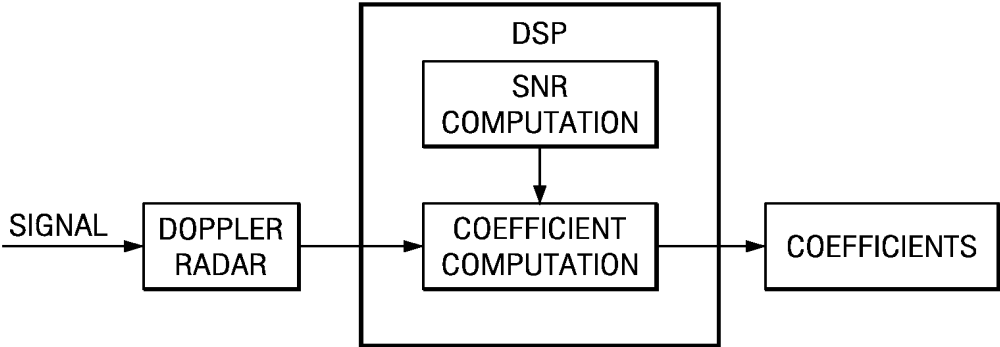 DSP
SNR
COMPUTATION
SIGNAL
DOPPLER
RADAR
COEFFICIENT
COMPUTATION
COEFFICIENTS